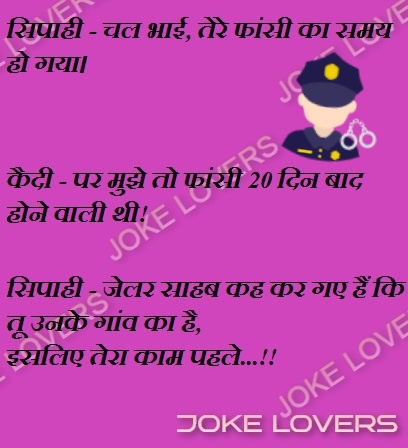 सिपाही - चल भाई, तेरे फांसी का समय
हो गया।
कैदी - पर मुझे तो फांसी 20 दिन बाद
होने वाली थी!
सिपाही - जेलर साहब कह कर गए हैं कि
तू उनके गांव का है,
इसलिए तेरा काम पहले...!!
JOKE LOVERS